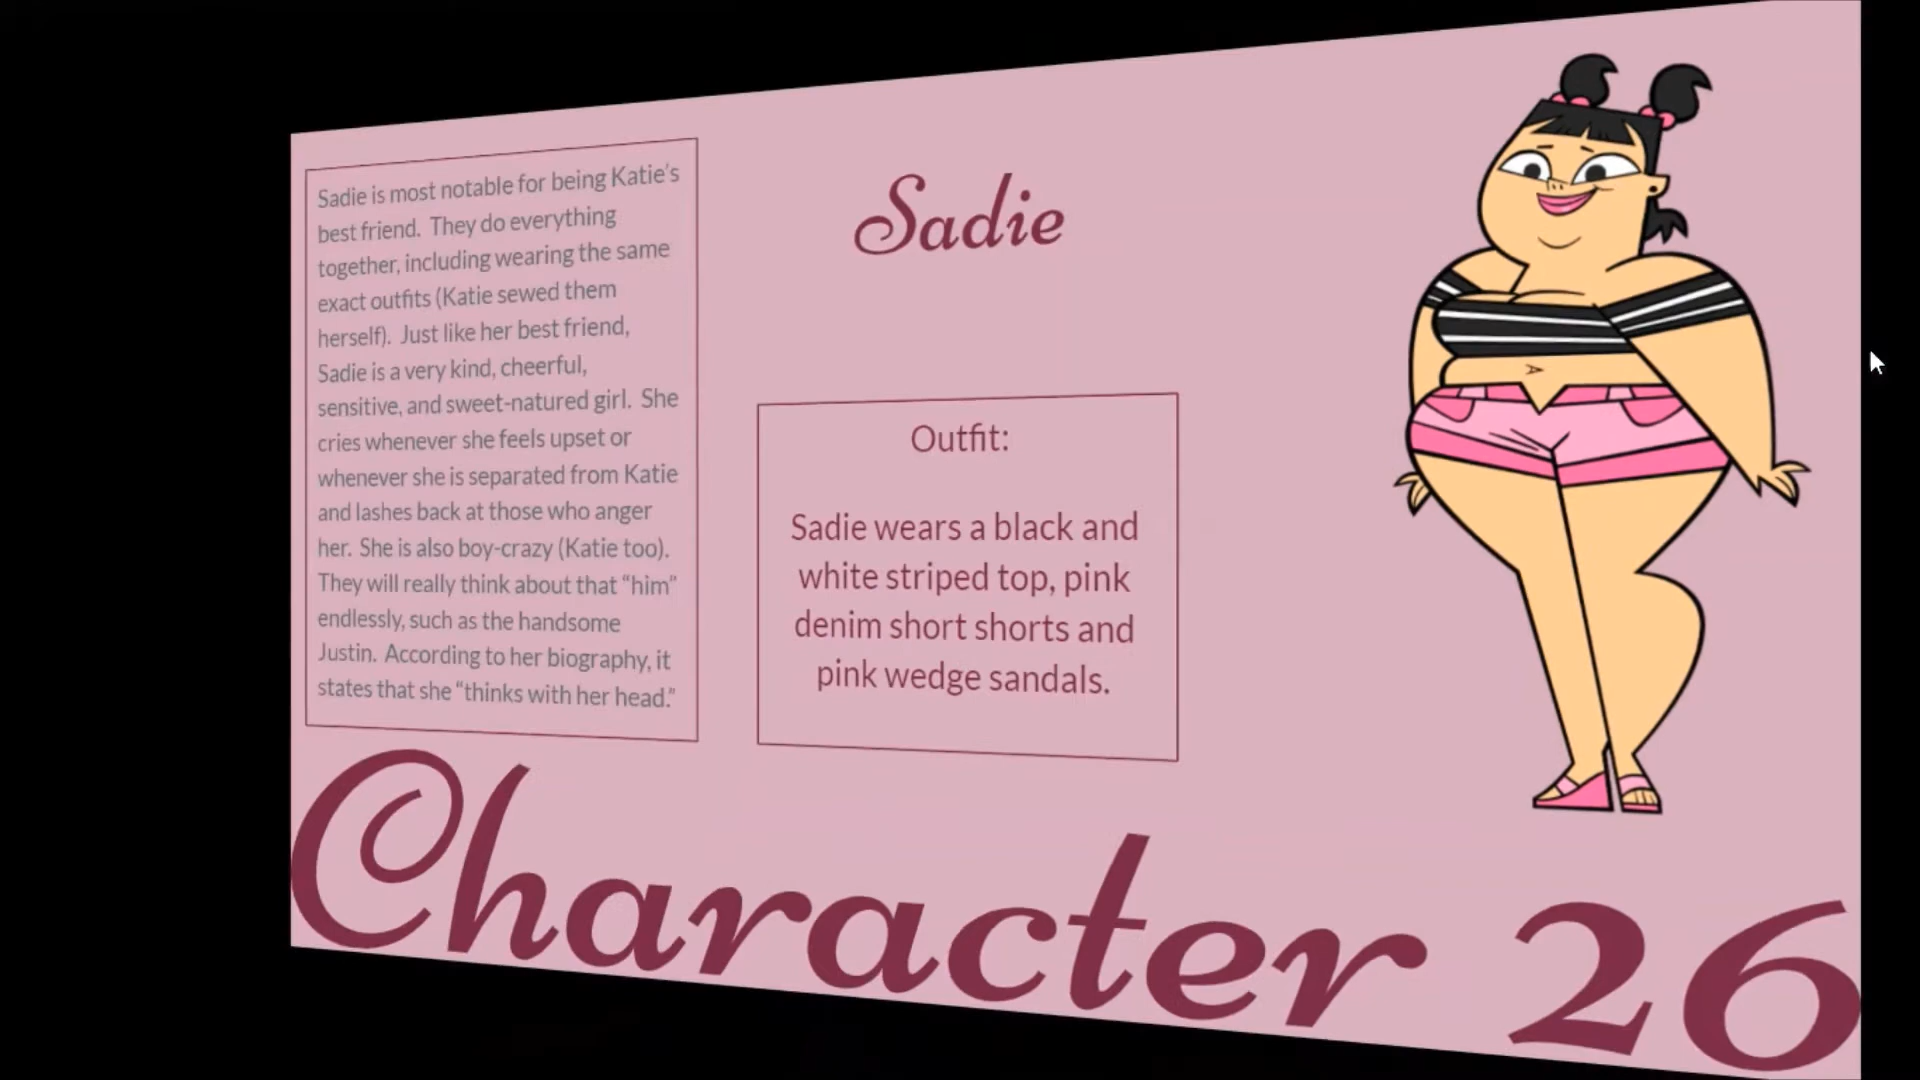 Sadie is most notable for being Katie's
best friend. They do everything
together, including wearing the same
exact outfits (Katie sewed them
herself). Just like her best friend,
Sadie is a very kind, cheerful,
sensitive, and sweet-natured girl. She
cries whenever she feels upset or
whenever she is separated from Katie
and lashes back at those who anger
her. She is also boy-crazy (Katie too).
They will really think about that “him”
endlessly, such as the handsome
Justin. According to her biography, it
states that she “thinks with her head.”
Sadie
Outfit:
Sadie wears a black and
white striped top, pink
denim short shorts and
pink wedge sandals.
Character 26